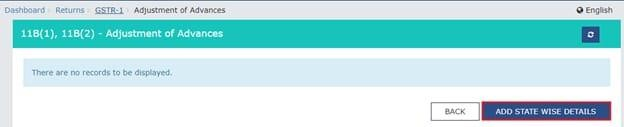 Dashboard › Returns › GSTR-1 › Adjustment of Advances English
11B(1), 11B(2) - Adjustment of Advances
There are no records to be displayed.
BACK ADD STATE WISE DETAILS